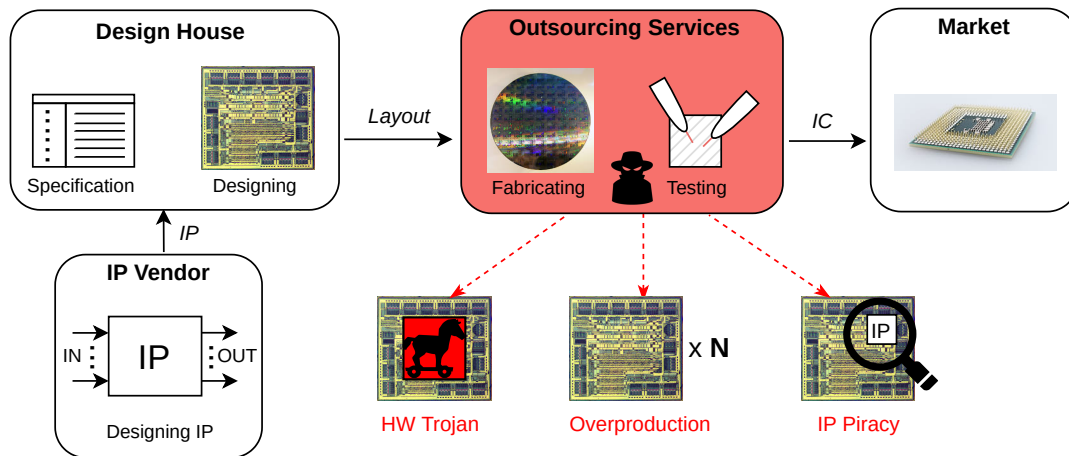 Design House
Specification
Designing
Layout
Outsourcing Services
Fabricating
Testing
IC
Market
IP
IP Vendor
IN
IP
OUT
Designing IP
HW Trojan
x N
Overproduction
IP
IP Piracy